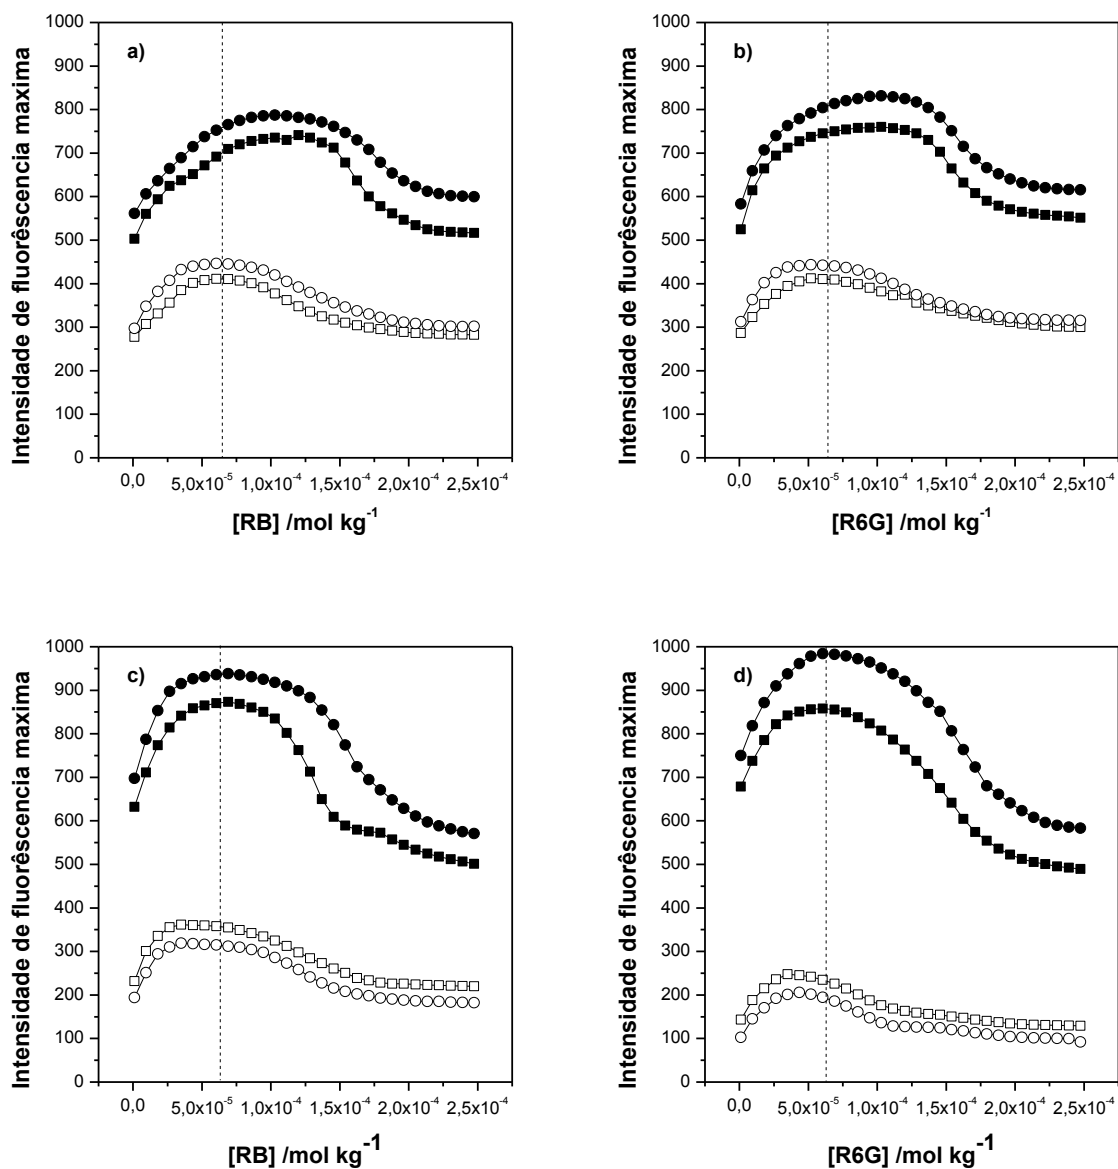 1000
900
800
700
600
500
400
300
200
100
0
a)
Intensidade de fluorêscencia maxima
0,0
5,0x10⁻⁵
1,0x10⁻⁴
1,5x10⁻⁴
2,0x10⁻⁴
2,5x10⁻⁴
[RB] /mol kg⁻¹
1000
900
800
700
600
500
400
300
200
100
0
b)
Intensidade de fluorêscencia maxima
0,0
5,0x10⁻⁵
1,0x10⁻⁴
1,5x10⁻⁴
2,0x10⁻⁴
2,5x10⁻⁴
[R6G] /mol kg⁻¹
1000
900
800
700
600
500
400
300
200
100
0
c)
Intensidade de fluorêscencia maxima
0,0
5,0x10⁻⁵
1,0x10⁻⁴
1,5x10⁻⁴
2,0x10⁻⁴
2,5x10⁻⁴
[RB] /mol kg⁻¹
1000
900
800
700
600
500
400
300
200
100
0
d)
Intensidade de fluorêscencia maxima
0,0
5,0x10⁻⁵
1,0x10⁻⁴
1,5x10⁻⁴
2,0x10⁻⁴
2,5x10⁻⁴
[R6G] /mol kg⁻¹